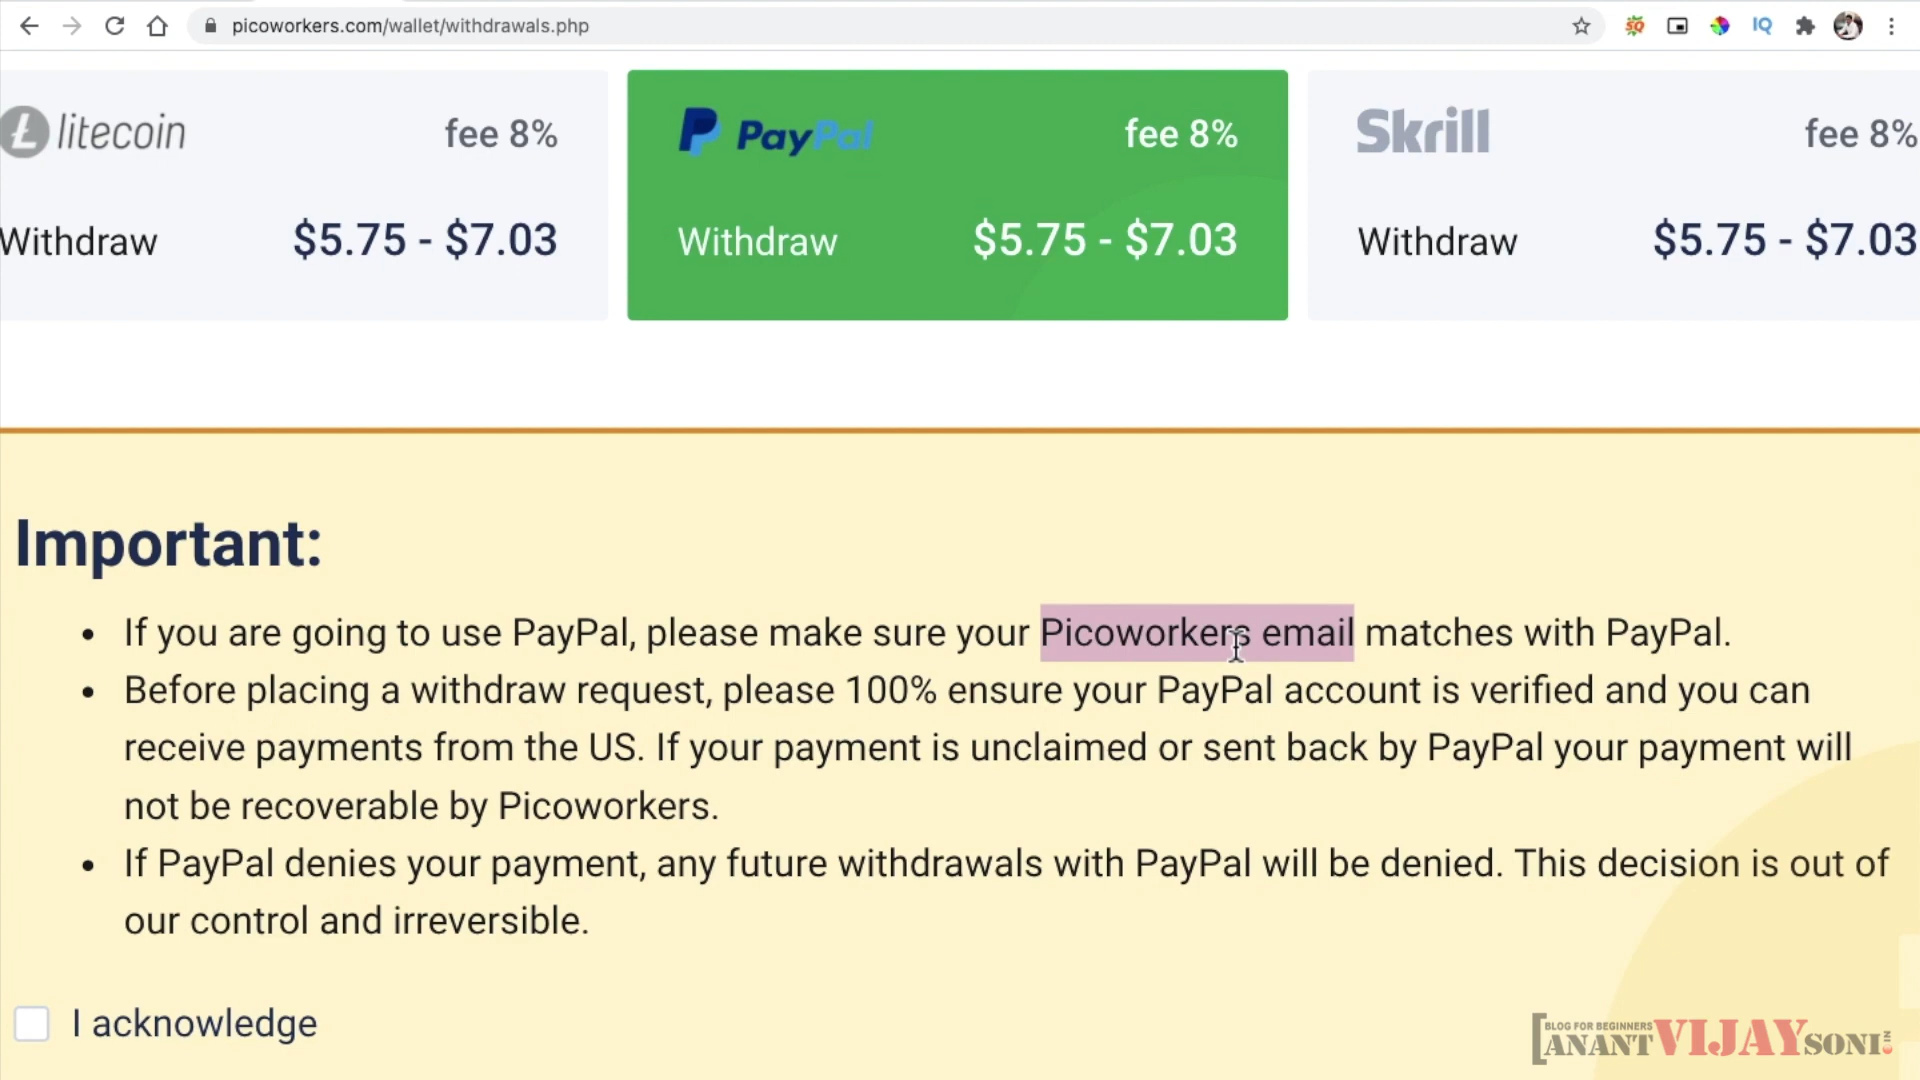 picoworkers.com/wallet/withdrawals.php
SQ
IQ
litecoin fee 8%
Withdraw $5.75 - $7.03
PayPal fee 8%
Withdraw $5.75 - $7.03
Skrill fee 8%
Withdraw $5.75 - $7.03
Important:
If you are going to use PayPal, please make sure your Picoworkers email matches with PayPal.
Before placing a withdraw request, please 100% ensure your PayPal account is verified and you can
receive payments from the US. If your payment is unclaimed or sent back by PayPal your payment will
not be recoverable by Picoworkers.
If PayPal denies your payment, any future withdrawals with PayPal will be denied. This decision is out of
our control and irreversible.
I acknowledge
BLOG FOR BEGINNERS
ANANT VIJAY SONI.IN